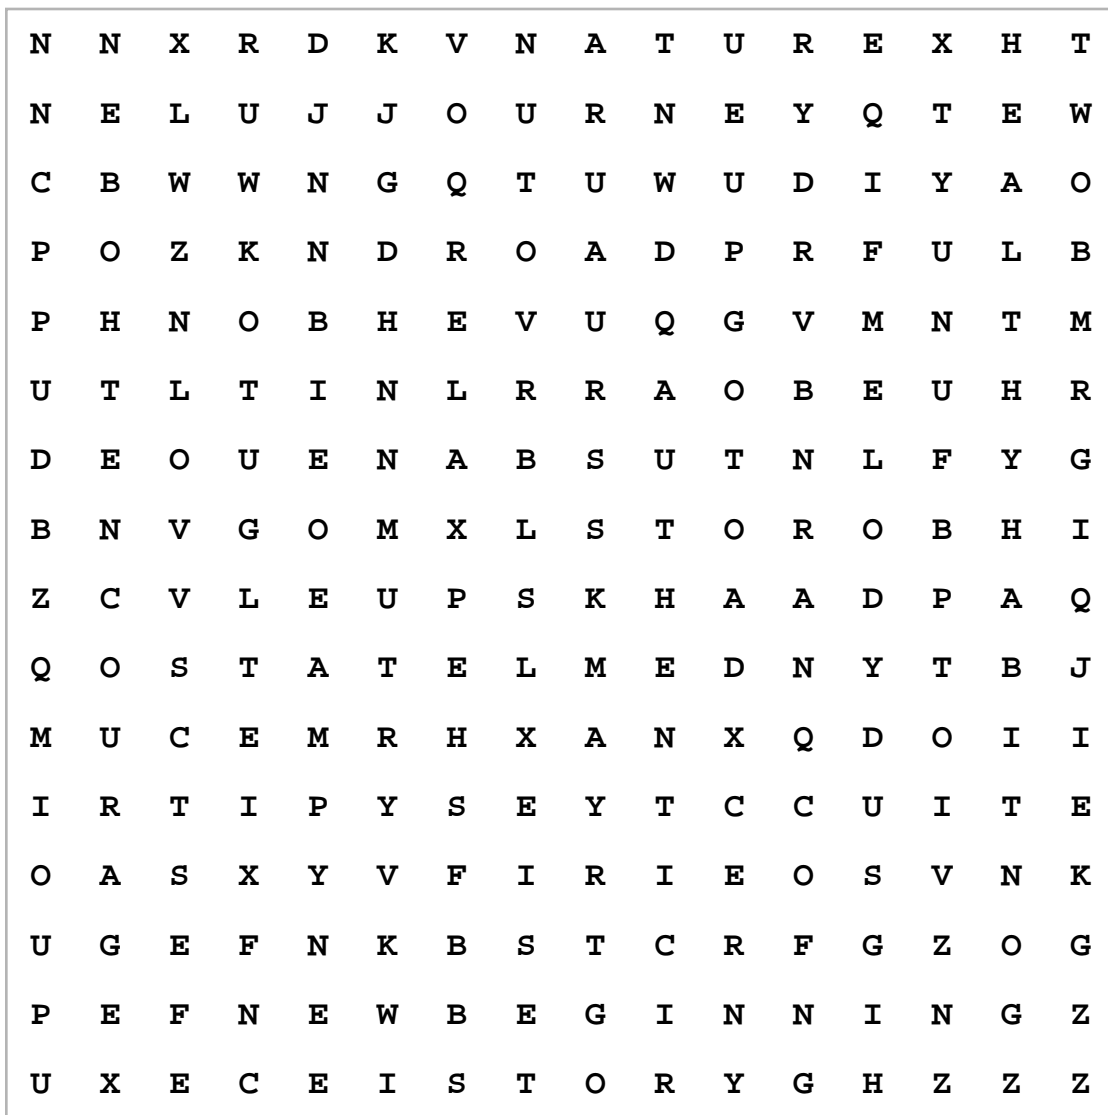 N N X R D K V N A T U R E X H T
N E L U J J O U R N E Y Q T E W
C B W W N G Q T U W U D I Y A O
P O Z K N D R O A D P R F U L B
P H N O B H E V U Q G V M N T M
U T L T I N L R R A O B E U H R
D E O U E N A B S U T N L F Y G
B N V G O M X L S T O R O B H I
Z C V L E U P S K H A A D P A Q
Q O S T A T E L M E D N Y T B J
M U C E M R H X A N X Q D O I I
I R T I P Y S E Y T C C U I T E
O A S X Y V F I R I E O S V N K
U G E F N K B S T C R F G Z O G
P E F N E W B E G I N N I N G Z
U X E C E I S T O R Y G H Z Z Z